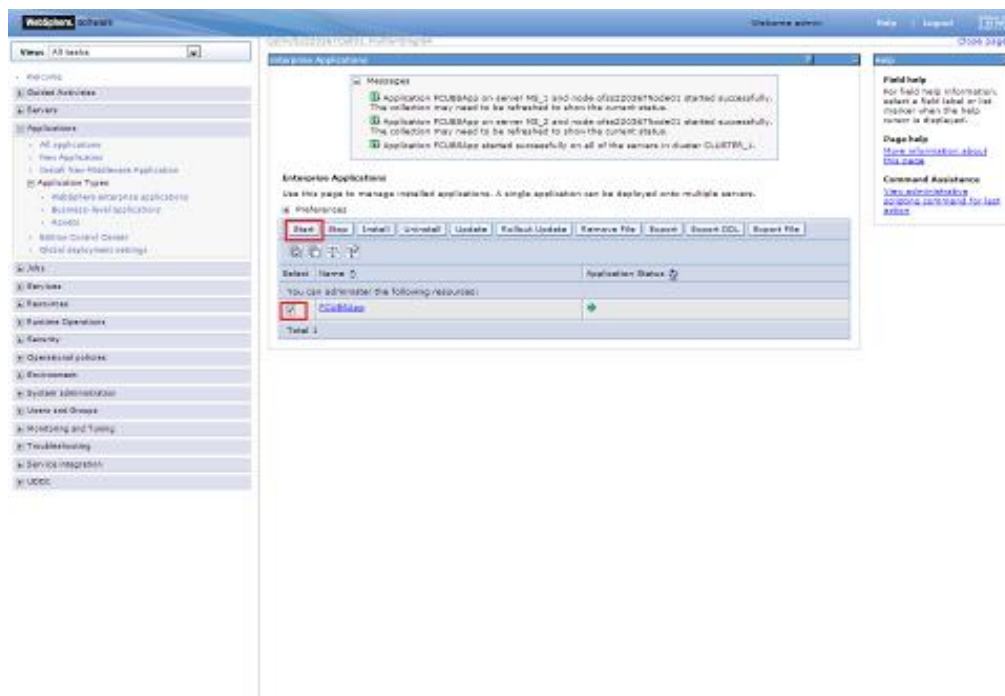 WebSphere. software
Welcome admin
Help | Logout
View: All tasks
Close page
Welcome
Guided Activities
Servers
Applications
All applications
New Application
Install New Middleware Application
Application Types
WebSphere enterprise applications
Business-level applications
Assets
Edition Control Center
Global deployment settings
Jobs
Services
Resources
Runtime Operations
Security
Operational policies
Environment
System administration
Users and Groups
Monitoring and Tuning
Troubleshooting
Service integration
UDDI
Enterprise Applications
Messages
Application FCUBBApp on server MS_1 and node started successfully.
The collection may need to be refreshed to show the current status.
Application FCUBBApp on server MS_2 and node started successfully.
The collection may need to be refreshed to show the current status.
Application FCUBBApp started successfully on all of the servers in cluster CLUSTER_1.
Enterprise Applications
Use this page to manage installed applications. A single application can be deployed onto multiple servers.
Preferences
Start Stop Install Uninstall Update Rollout Update Remove File Export Export DDL Export File
Select Name Application Status
You can administer the following resources:
FCUBBApp
Total 1
Help
Field help
For field help information,
select a field label or list
marker when the help
cursor is displayed.
Page help
More information about
this page
Command Assistance
View administrative
scripting command for last
action